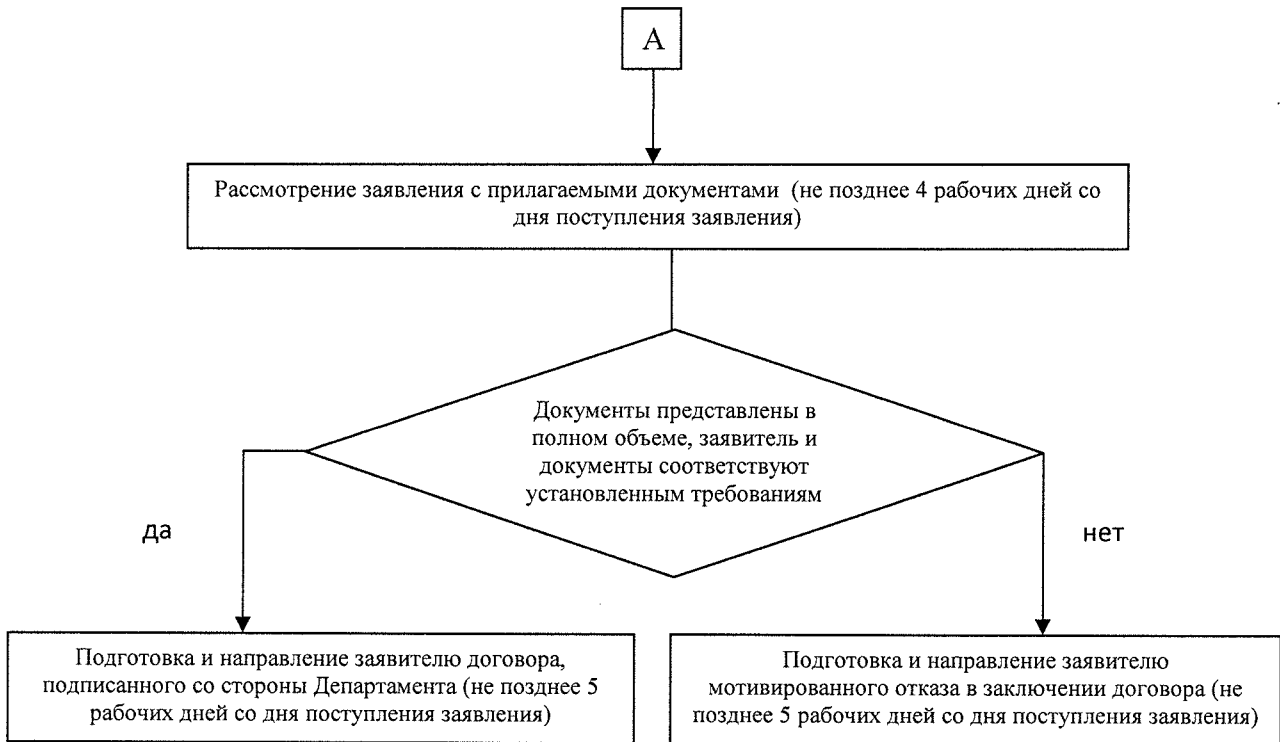 А
Рассмотрение заявления с прилагаемыми документами (не позднее 4 рабочих дней со
дня поступления заявления)
Документы представлены в
полном объеме, заявитель и
документы соответствуют
установленным требованиям
да
нет
Подготовка и направление заявителю договора,
подписанного со стороны Департамента (не позднее 5
рабочих дней со дня поступления заявления)
Подготовка и направление заявителю
мотивированного отказа в заключении договора (не
позднее 5 рабочих дней со дня поступления заявления)